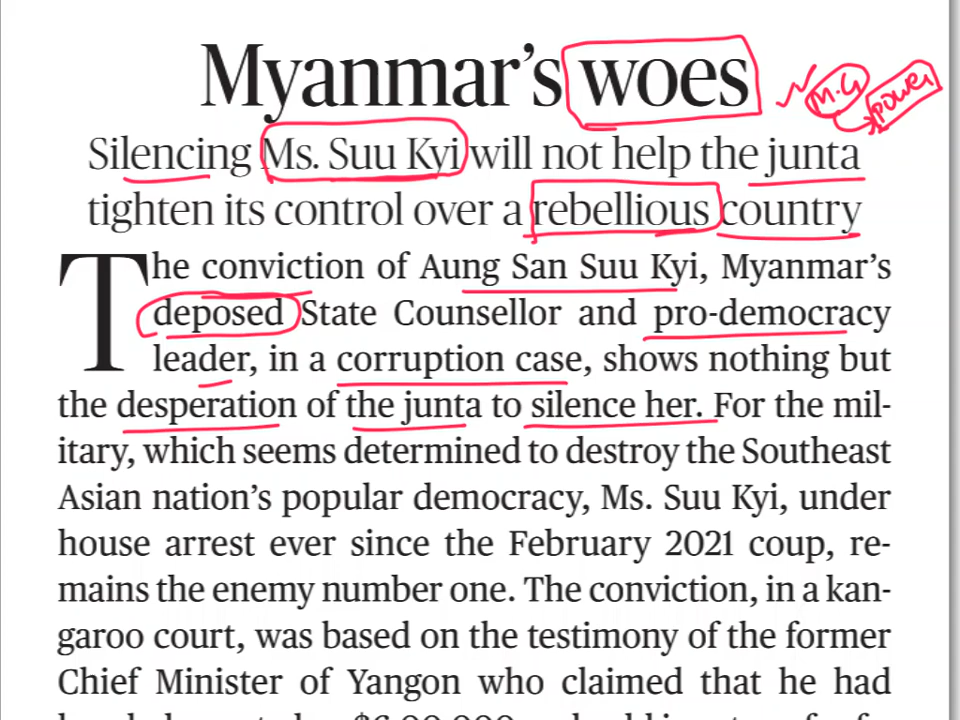 Myanmar's woes
M.G
power
Silencing Ms. Suu Kyi will not help the junta
tighten its control over a rebellious country
The conviction of Aung San Suu Kyi, Myanmar's
deposed State Counsellor and pro-democracy
leader, in a corruption case, shows nothing but
the desperation of the junta to silence her. For the mil-
itary, which seems determined to destroy the Southeast
Asian nation's popular democracy, Ms. Suu Kyi, under
house arrest ever since the February 2021 coup, re-
mains the enemy number one. The conviction, in a kan-
garoo court, was based on the testimony of the former
Chief Minister of Yangon who claimed that he had